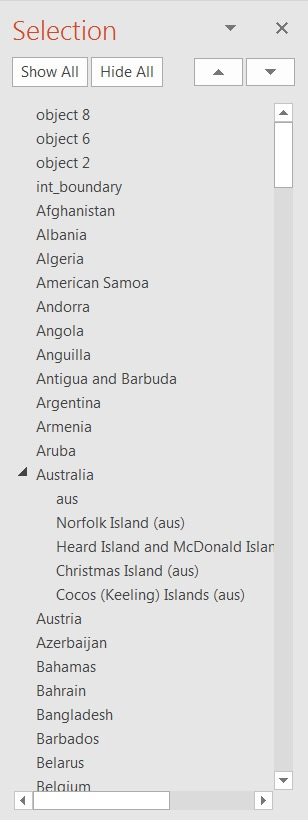 Selection
Show All Hide All
object 8
object 6
object 2
int_boundary
Afghanistan
Albania
Algeria
American Samoa
Andorra
Angola
Anguilla
Antigua and Barbuda
Argentina
Armenia
Aruba
Australia
aus
Norfolk Island (aus)
Heard Island and McDonald Islan
Christmas Island (aus)
Cocos (Keeling) Islands (aus)
Austria
Azerbaijan
Bahamas
Bahrain
Bangladesh
Barbados
Belarus
Belgium